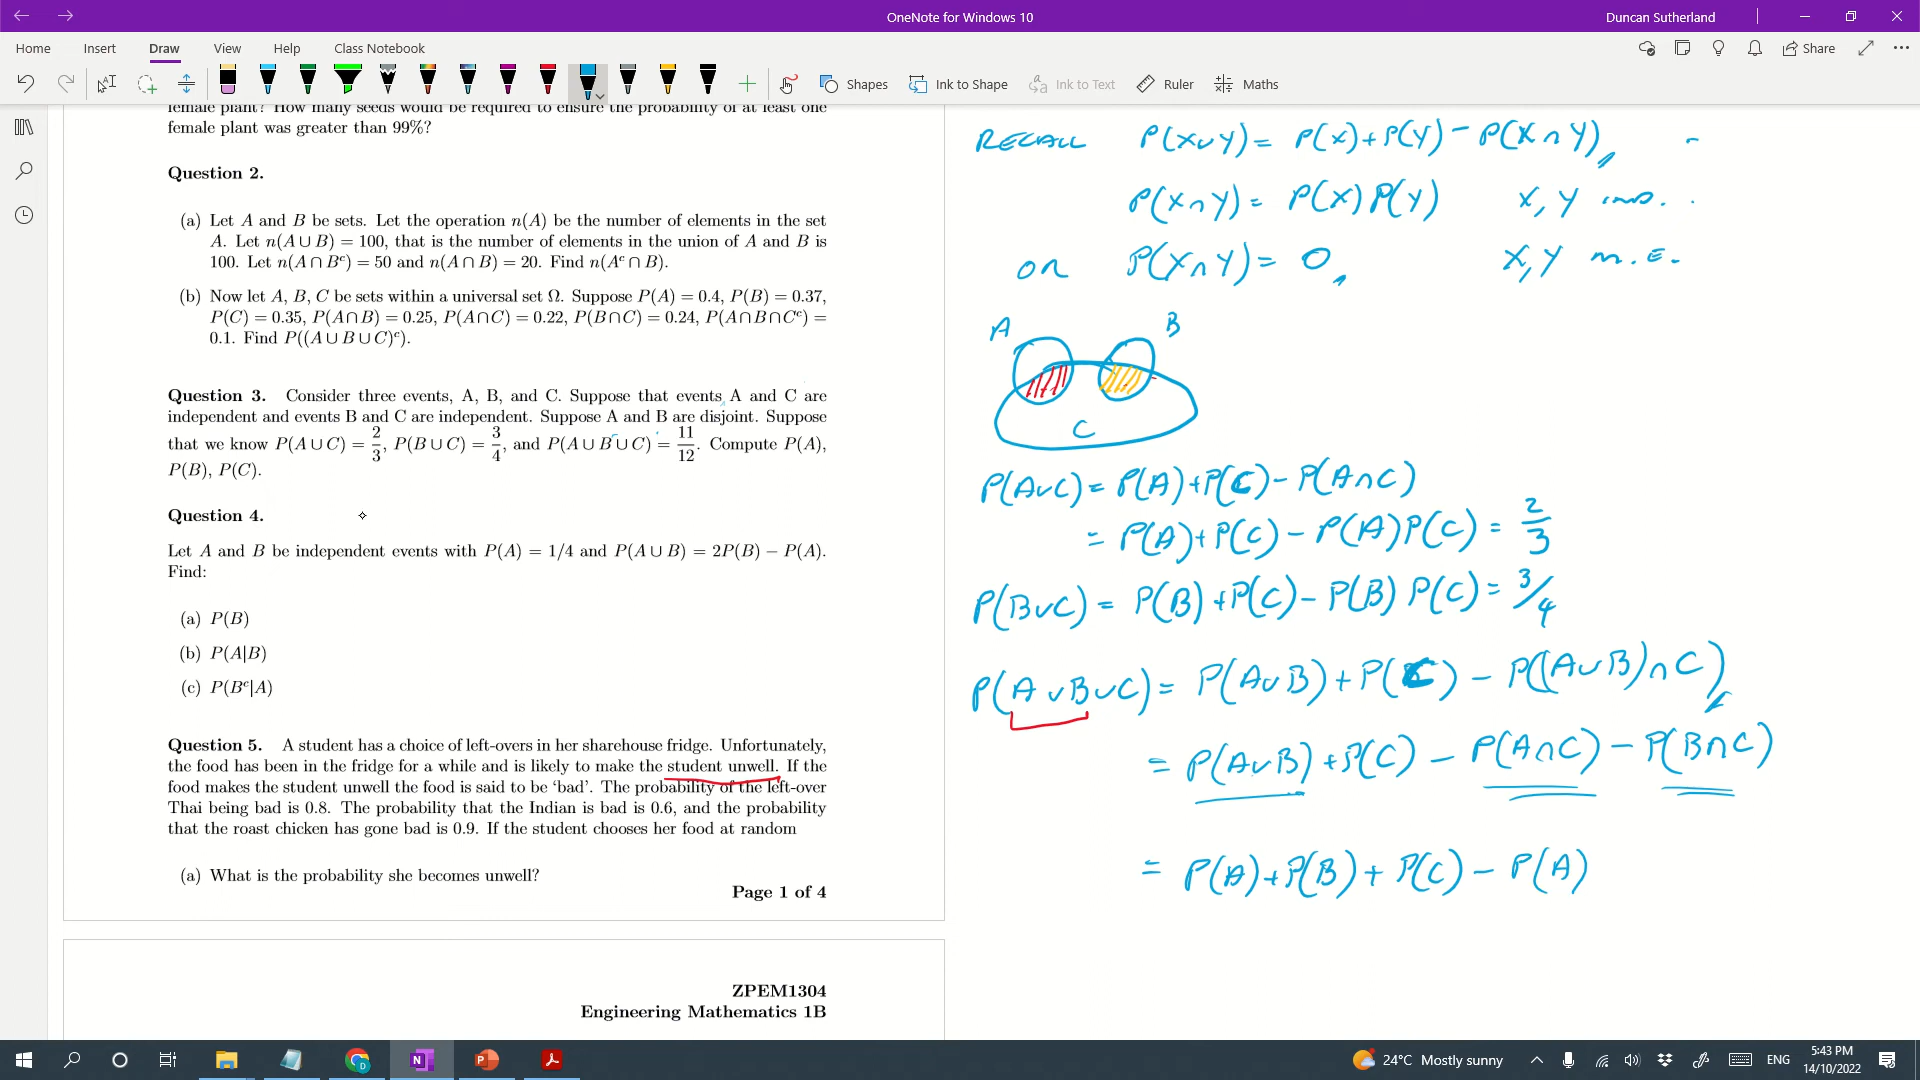 OneNote for Windows 10
Duncan Sutherland
Home Insert Draw View Help Class Notebook
Share
Shapes Ink to Shape Ink to Text Ruler Maths
female plant? How many seeds would be required to ensure the probability of at least one
female plant was greater than 99%?
Question 2.
(a) Let A and B be sets. Let the operation n(A) be the number of elements in the set
A. Let n(A ∪ B) = 100, that is the number of elements in the union of A and B is
100. Let n(A ∩ Bᶜ) = 50 and n(A ∩ B) = 20. Find n(Aᶜ ∩ B).
(b) Now let A, B, C be sets within a universal set Ω. Suppose P(A) = 0.4, P(B) = 0.37,
P(C) = 0.35, P(A∩B) = 0.25, P(A∩C) = 0.22, P(B∩C) = 0.24, P(A∩B∩Cᶜ) =
0.1. Find P((A ∪ B ∪ C)ᶜ).
Question 3. Consider three events, A, B, and C. Suppose that events A and C are
independent and events B and C are independent. Suppose A and B are disjoint. Suppose
that we know P(A ∪ C) = 2/3, P(B ∪ C) = 3/4, and P(A ∪ B ∪ C) = 11/12. Compute P(A),
P(B), P(C).
Question 4.
Let A and B be independent events with P(A) = 1/4 and P(A ∪ B) = 2P(B) − P(A).
Find:
(a) P(B)
(b) P(A|B)
(c) P(Bᶜ|A)
Question 5. A student has a choice of left-overs in her sharehouse fridge. Unfortunately,
the food has been in the fridge for a while and is likely to make the student unwell. If the
food makes the student unwell the food is said to be ‘bad’. The probability of the left-over
Thai being bad is 0.8. The probability that the Indian is bad is 0.6, and the probability
that the roast chicken has gone bad is 0.9. If the student chooses her food at random
(a) What is the probability she becomes unwell?
Page 1 of 4
ZPEM1304
Engineering Mathematics 1B
RECALL P(X∪Y) = P(X)+P(Y) − P(X∩Y),
P(X∩Y) = P(X)P(Y) X, Y IND.
OR P(X∩Y) = 0, X,Y M.E.
A B
C
P(A∪C) = P(A)+P(C) − P(A∩C)
= P(A)+P(C) − P(A)P(C) = 2/3
P(B∪C) = P(B)+P(C) − P(B)P(C) = 3/4
P(A∪B∪C) = P(A∪B) + P(C) − P((A∪B)∩C),
= P(A∪B) + P(C) − P(A∩C) − P(B∩C)
= P(A)+P(B)+P(C) − P(A)
24°C Mostly sunny
ENG
5:43 PM
14/10/2022